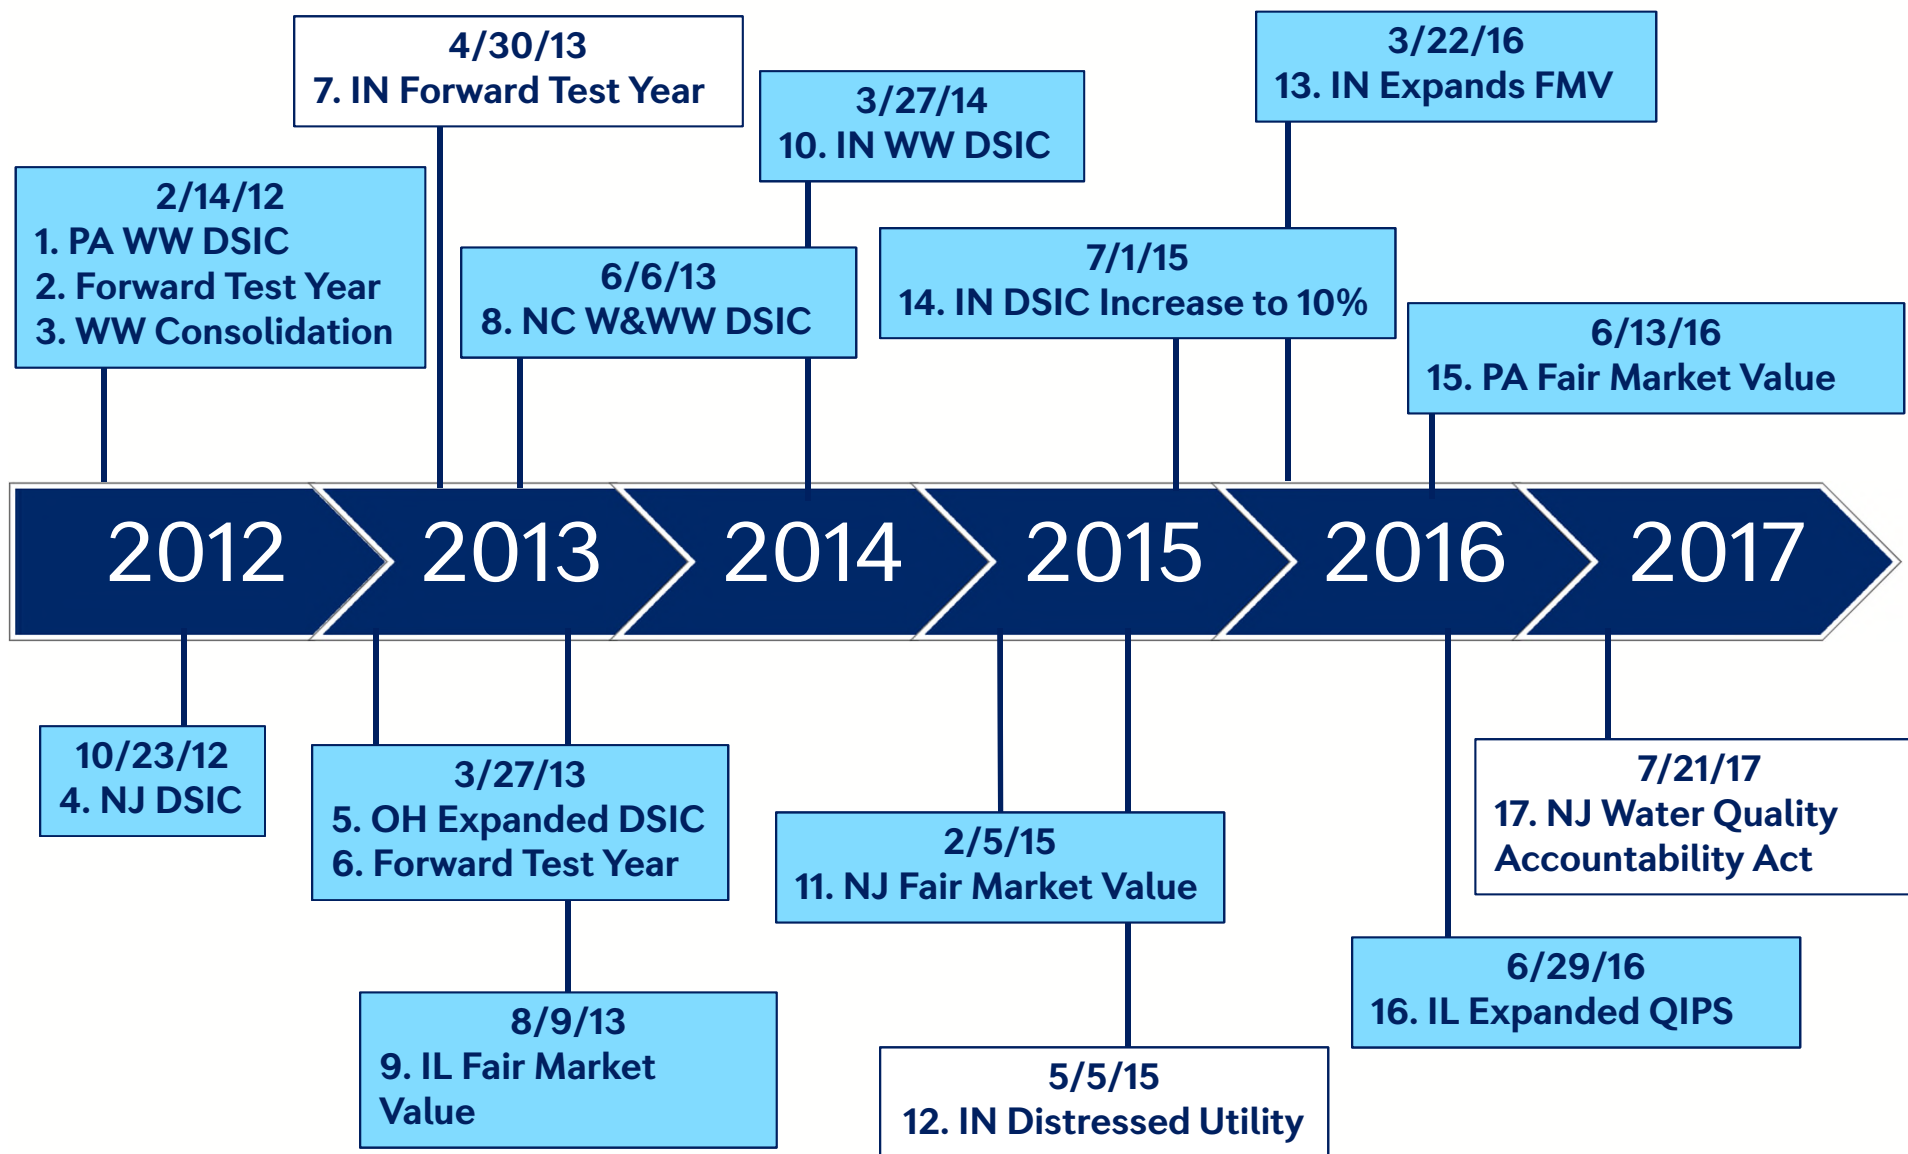 4/30/13
7. IN Forward Test Year
3/22/16
13. IN Expands FMV
3/27/14
10. IN WW DSIC
2/14/12
1. PA WW DSIC
2. Forward Test Year
3. WW Consolidation
6/6/13
8. NC W&WW DSIC
7/1/15
14. IN DSIC Increase to 10%
6/13/16
15. PA Fair Market Value
2012
2013
2014
2015
2016
2017
10/23/12
4. NJ DSIC
3/27/13
5. OH Expanded DSIC
6. Forward Test Year
2/5/15
11. NJ Fair Market Value
7/21/17
17. NJ Water Quality
Accountability Act
6/29/16
16. IL Expanded QIPS
8/9/13
9. IL Fair Market
Value
5/5/15
12. IN Distressed Utility